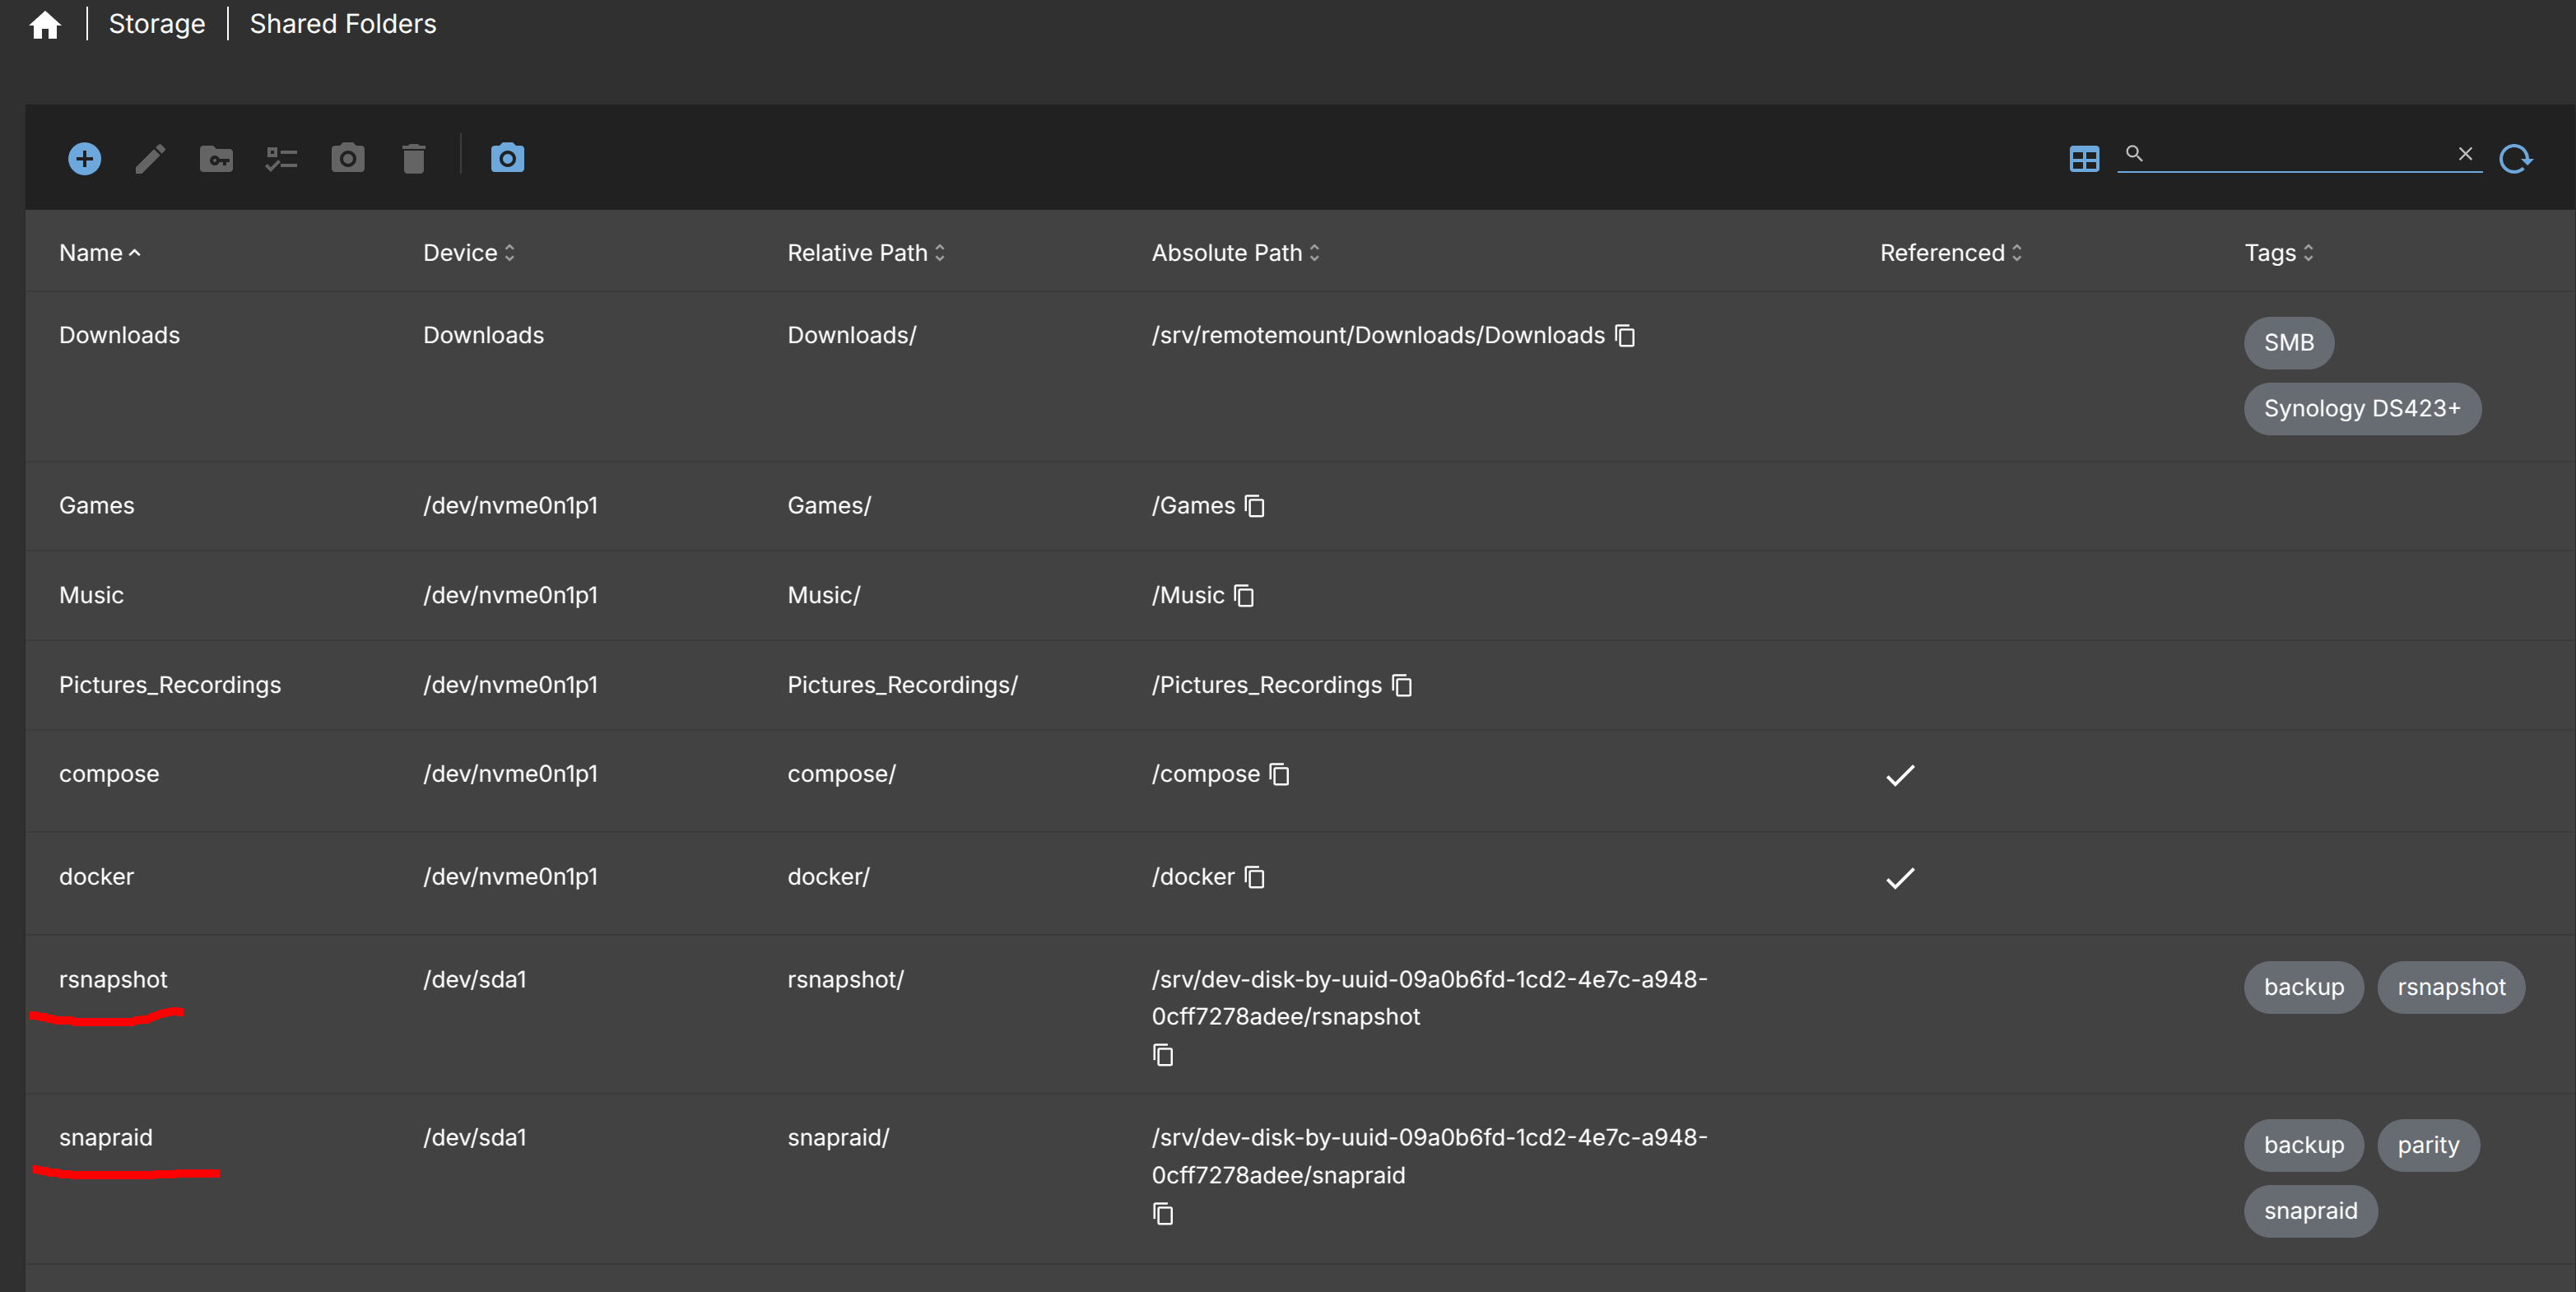 Storage | Shared Folders
Name Device Relative Path Absolute Path Referenced Tags
Downloads Downloads Downloads/ /srv/remotemount/Downloads/Downloads SMB
Synology DS423+
Games /dev/nvme0n1p1 Games/ /Games
Music /dev/nvme0n1p1 Music/ /Music
Pictures_Recordings /dev/nvme0n1p1 Pictures_Recordings/ /Pictures_Recordings
compose /dev/nvme0n1p1 compose/ /compose
docker /dev/nvme0n1p1 docker/ /docker
rsnapshot /dev/sda1 rsnapshot/ /srv/dev-disk-by-uuid-09a0b6fd-1cd2-4e7c-a948- backup rsnapshot
0cff7278adee/rsnapshot
snapraid /dev/sda1 snapraid/ /srv/dev-disk-by-uuid-09a0b6fd-1cd2-4e7c-a948- backup parity
0cff7278adee/snapraid
snapraid